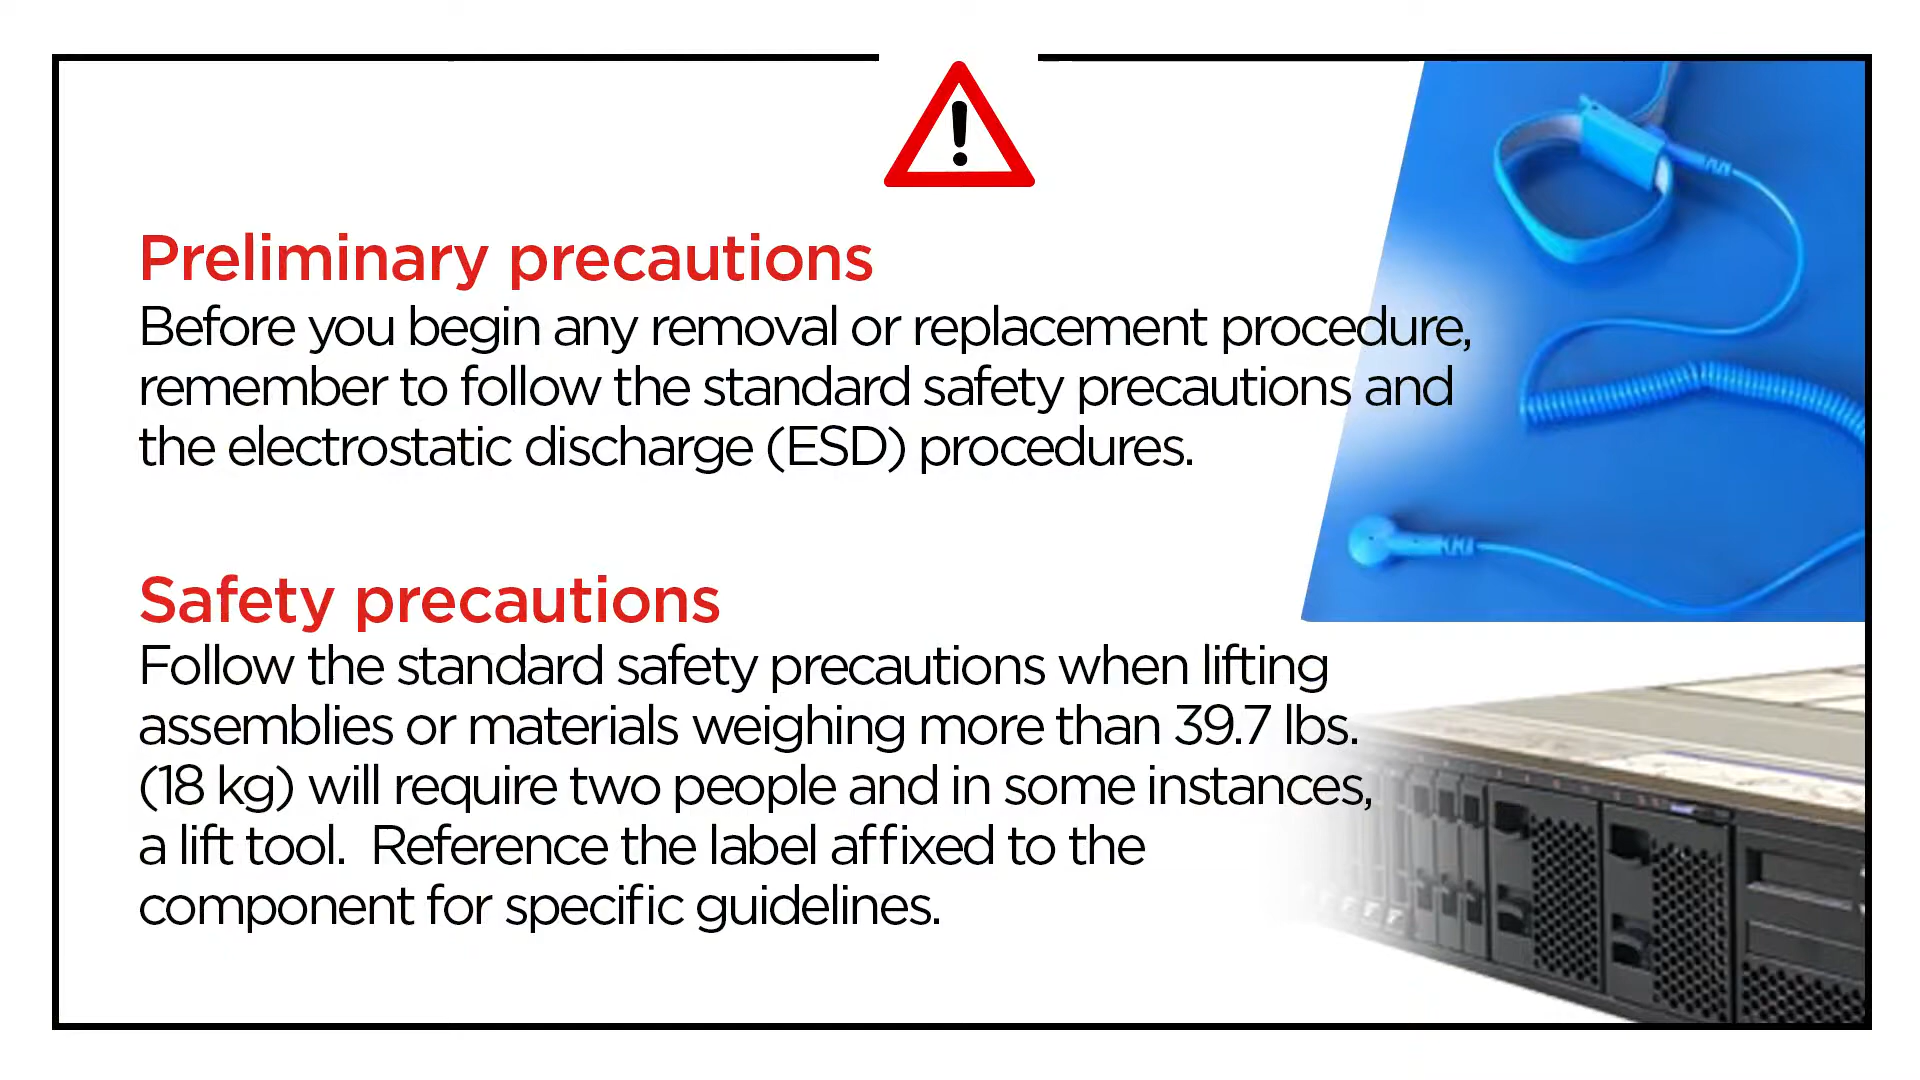 Preliminary precautions
Before you begin any removal or replacement procedure,
remember to follow the standard safety precautions and
the electrostatic discharge (ESD) procedures.
Safety precautions
Follow the standard safety precautions when lifting
assemblies or materials weighing more than 39.7 lbs.
(18 kg) will require two people and in some instances,
a lift tool.  Reference the label affixed to the
component for specific guidelines.